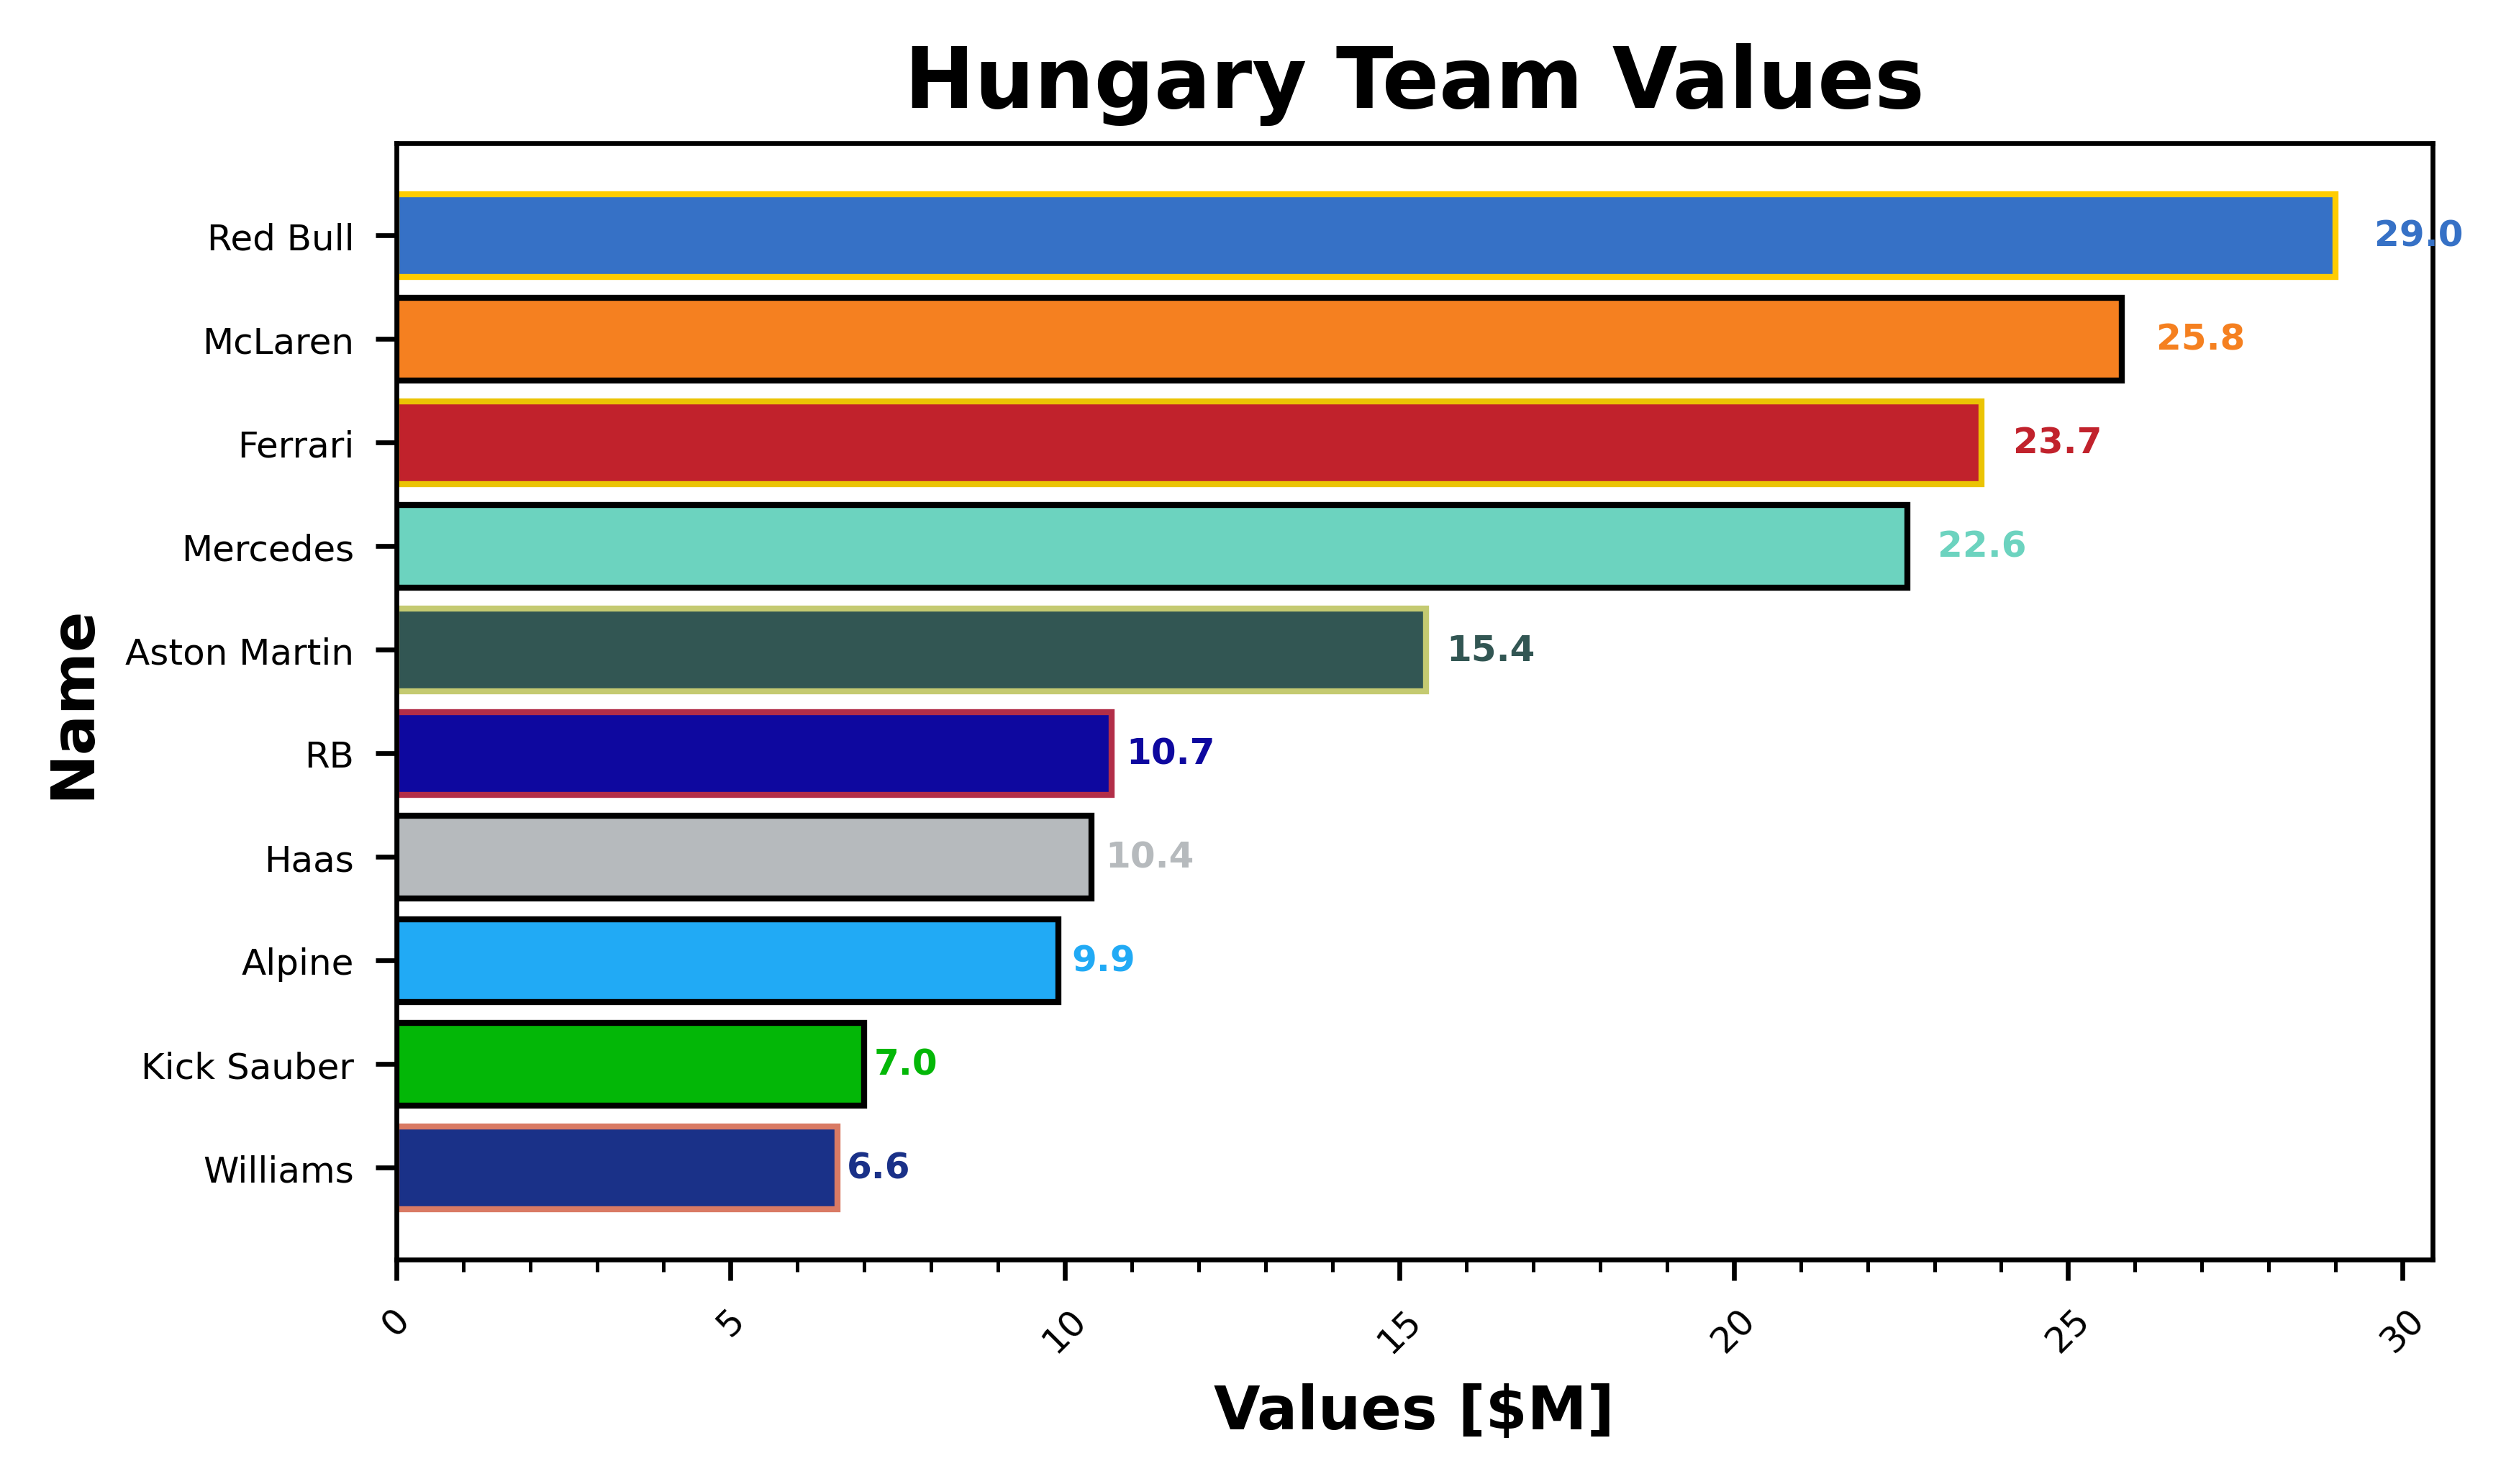 Hungary Team Values
Name
Red Bull 29.0
McLaren 25.8
Ferrari 23.7
Mercedes 22.6
Aston Martin 15.4
RB 10.7
Haas 10.4
Alpine 9.9
Kick Sauber 7.0
Williams 6.6
0 5 10 15 20 25 30
Values [$M]